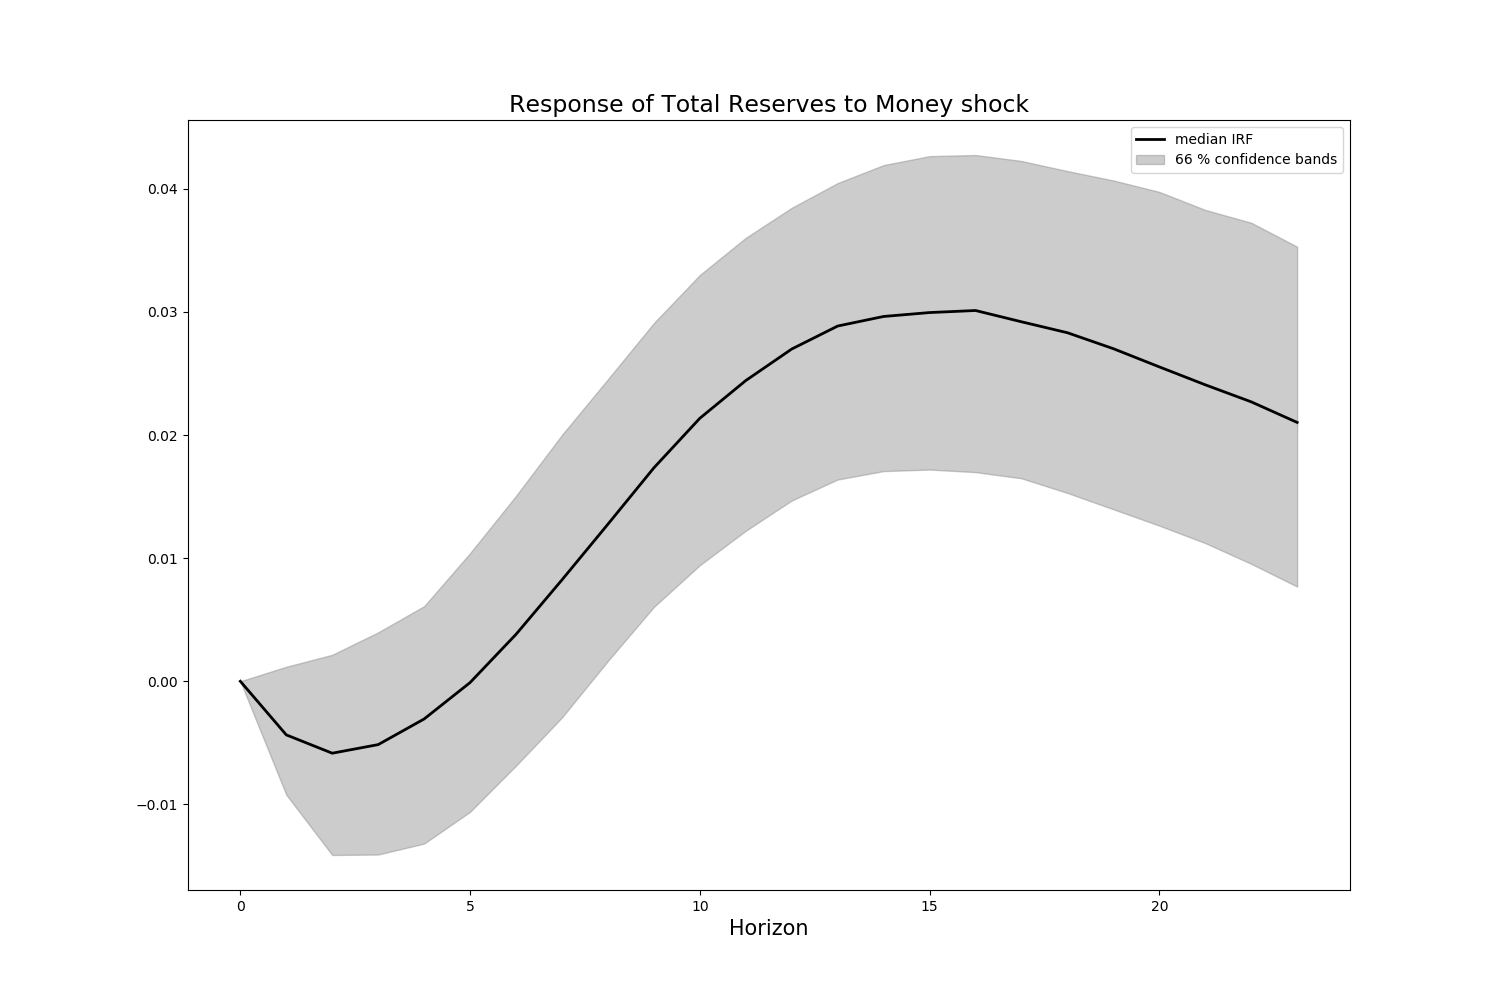 Response of Total Reserves to Money shock
median IRF
66 % confidence bands
0.04
0.03
0.02
0.01
0.00
−0.01
0 5 10 15 20
Horizon